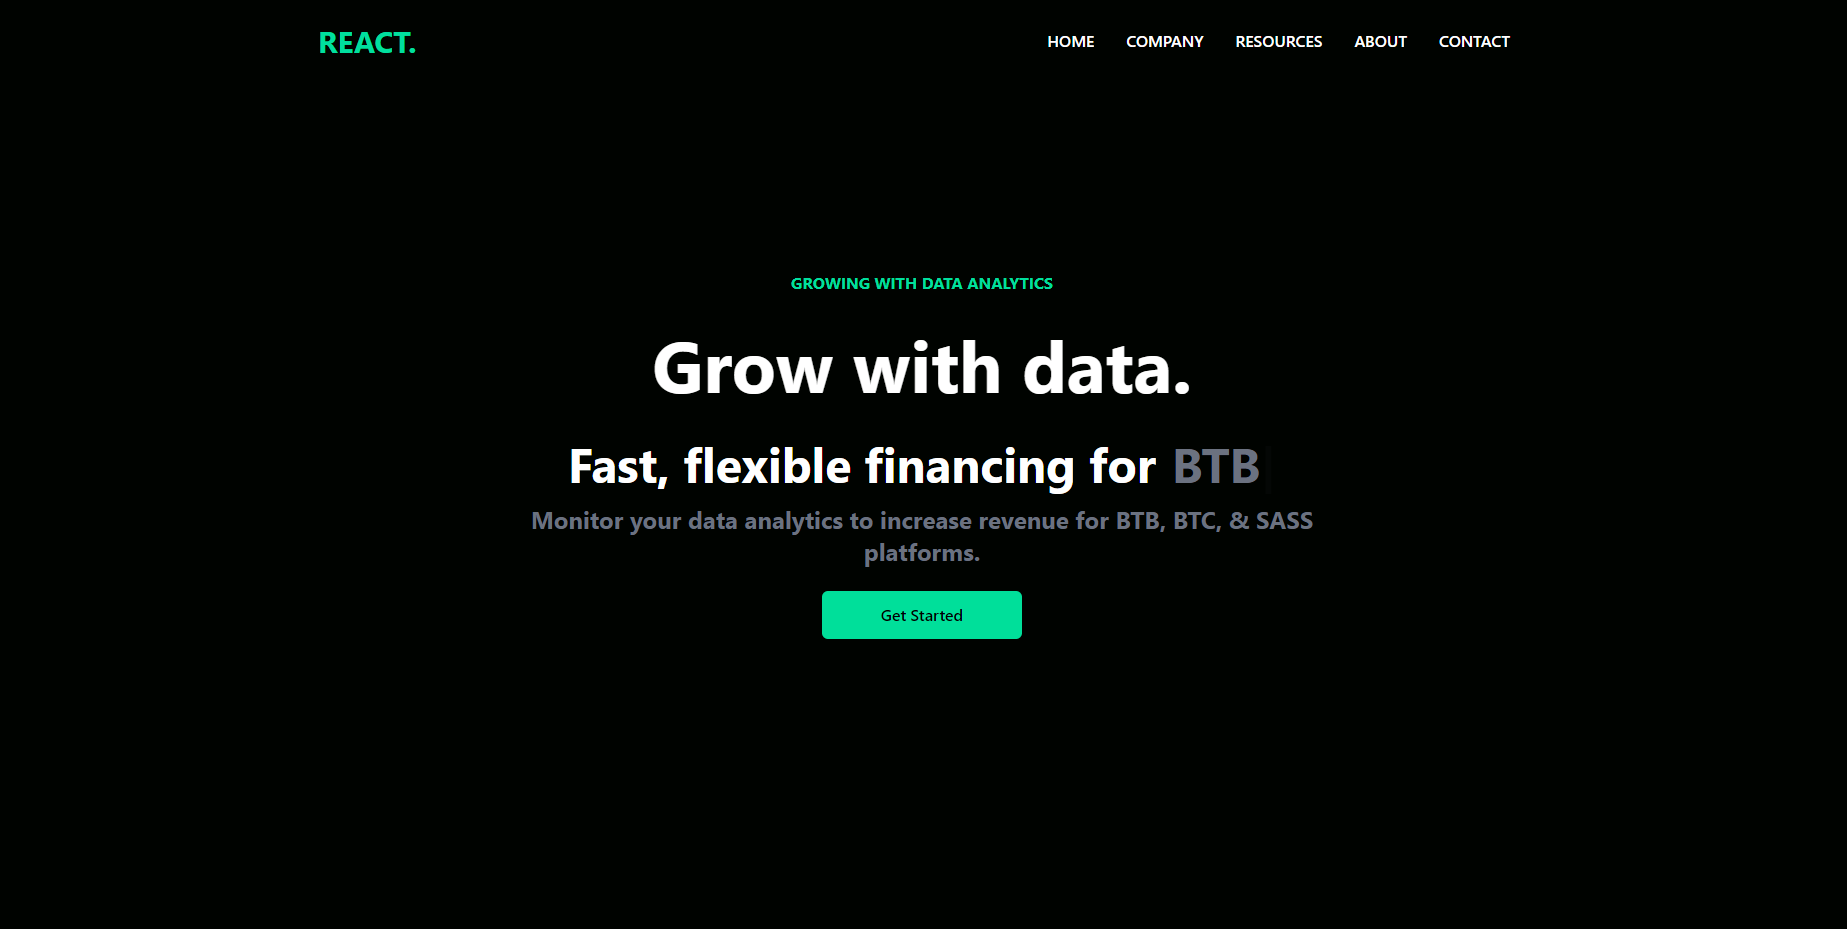 REACT.
HOME COMPANY RESOURCES ABOUT CONTACT
GROWING WITH DATA ANALYTICS
Grow with data.
Fast, flexible financing for BTB
Monitor your data analytics to increase revenue for BTB, BTC, & SASS
platforms.
Get Started